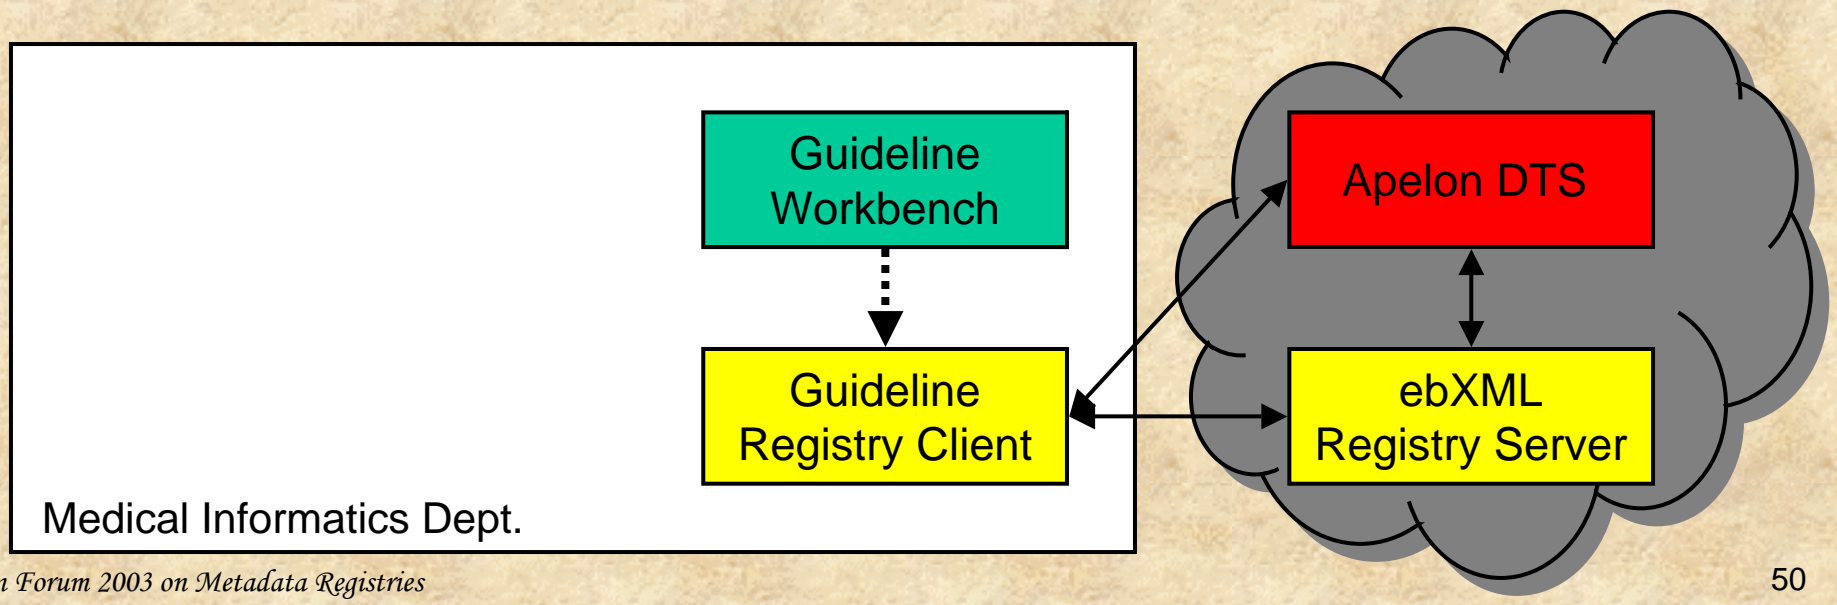 Guideline
Workbench
Apelon DTS
Guideline
Registry Client
ebXML
Registry Server
Medical Informatics Dept.
Forum 2003 on Metadata Registries
50